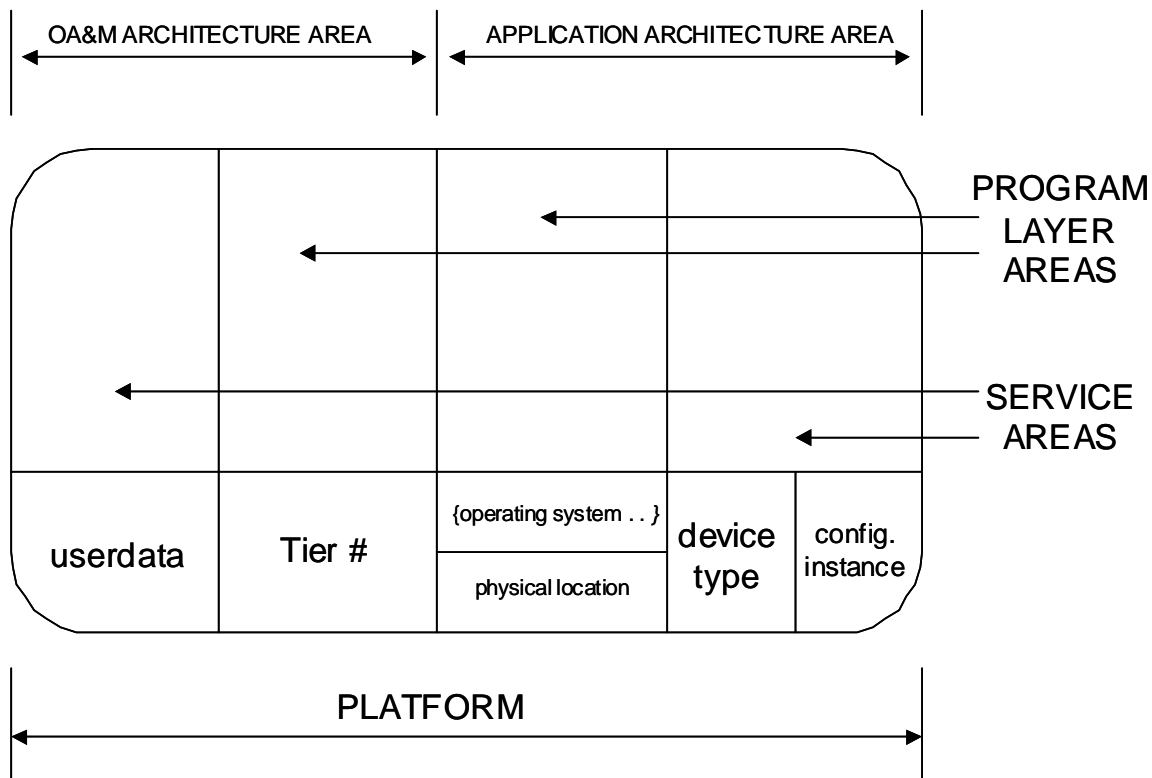 OA&M ARCHITECTURE AREA
APPLICATION ARCHITECTURE AREA
PROGRAM
LAYER
AREAS
SERVICE
AREAS
userdata
Tier #
{operating system . . }
physical location
device
type
config.
instance
PLATFORM